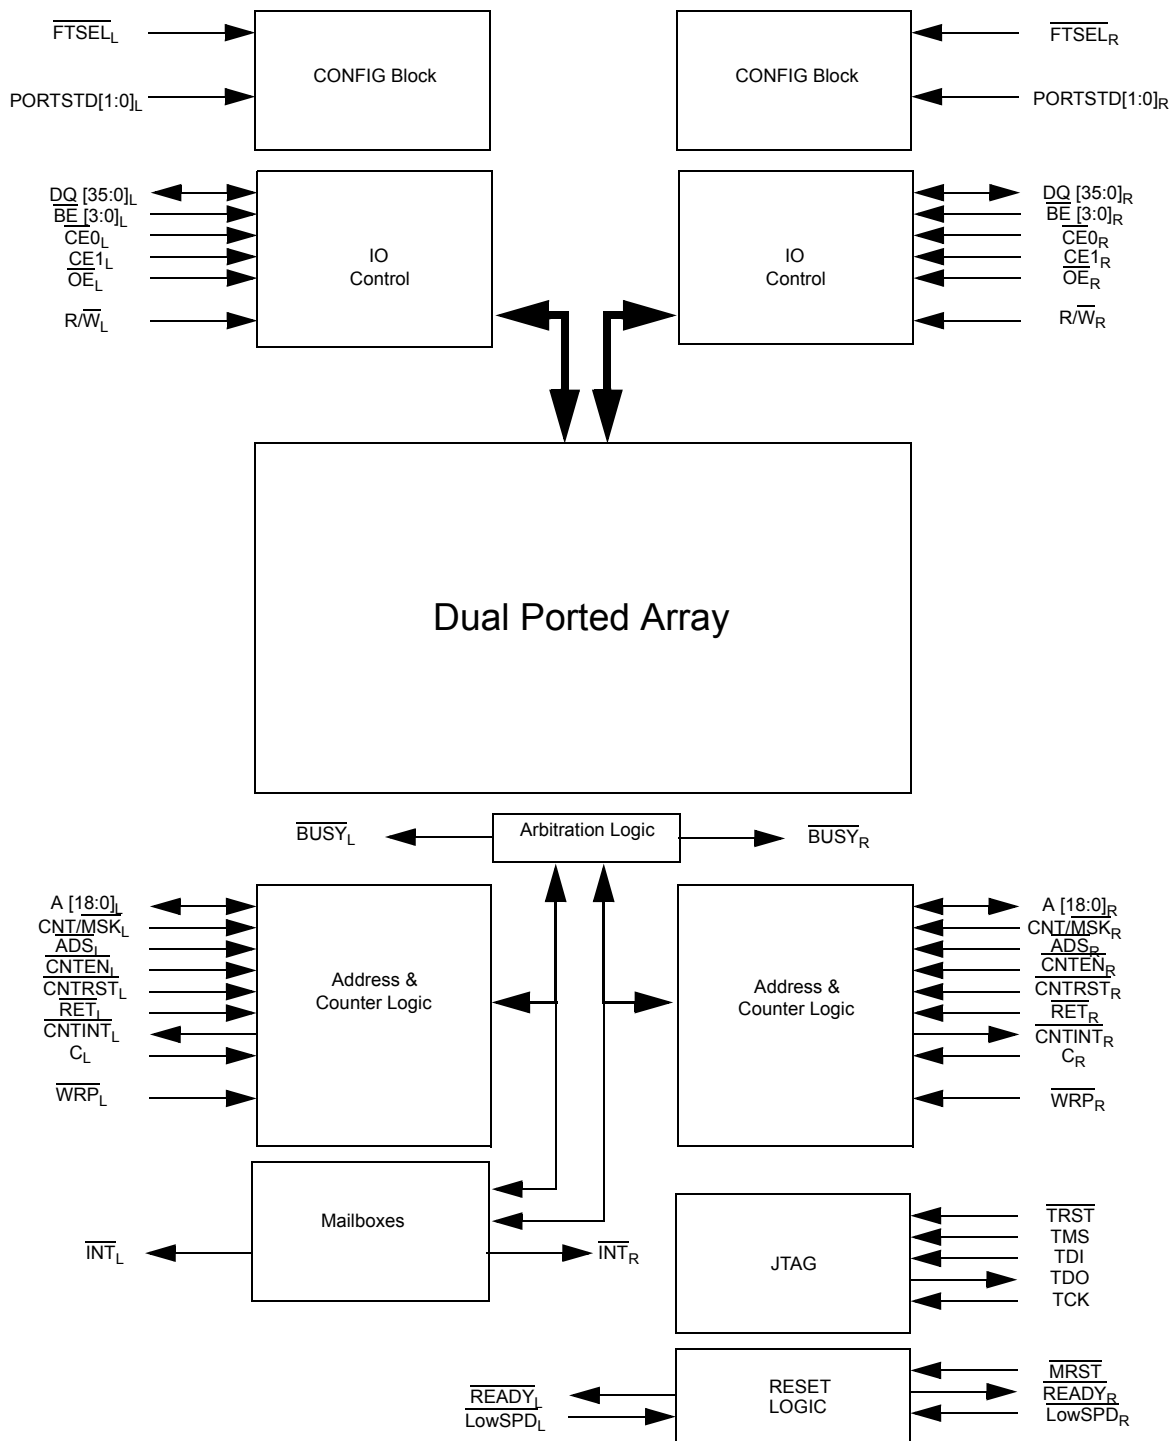 FTSEL_L
CONFIG Block
PORTSTD[1:0]_L
CONFIG Block
FTSEL_R
PORTSTD[1:0]_R
DQ [35:0]_L
BE [3:0]_L
CE0_L
CE1_L
OE_L
R/W_L
IO
Control
IO
Control
DQ [35:0]_R
BE [3:0]_R
CE0_R
CE1_R
OE_R
R/W_R
Dual Ported Array
BUSY_L
Arbitration Logic
BUSY_R
A [18:0]_L
CNT/MSK_L
ADS_L
CNTEN_L
CNTRST_L
RET_L
CNTINT_L
C_L
WRP_L
Address &
Counter Logic
Address &
Counter Logic
A [18:0]_R
CNT/MSK_R
ADS_R
CNTEN_R
CNTRST_R
RET_R
CNTINT_R
C_R
WRP_R
INT_L
Mailboxes
INT_R
JTAG
TRST
TMS
TDI
TDO
TCK
READY_L
LowSPD_L
RESET
LOGIC
MRST
READY_R
LowSPD_R